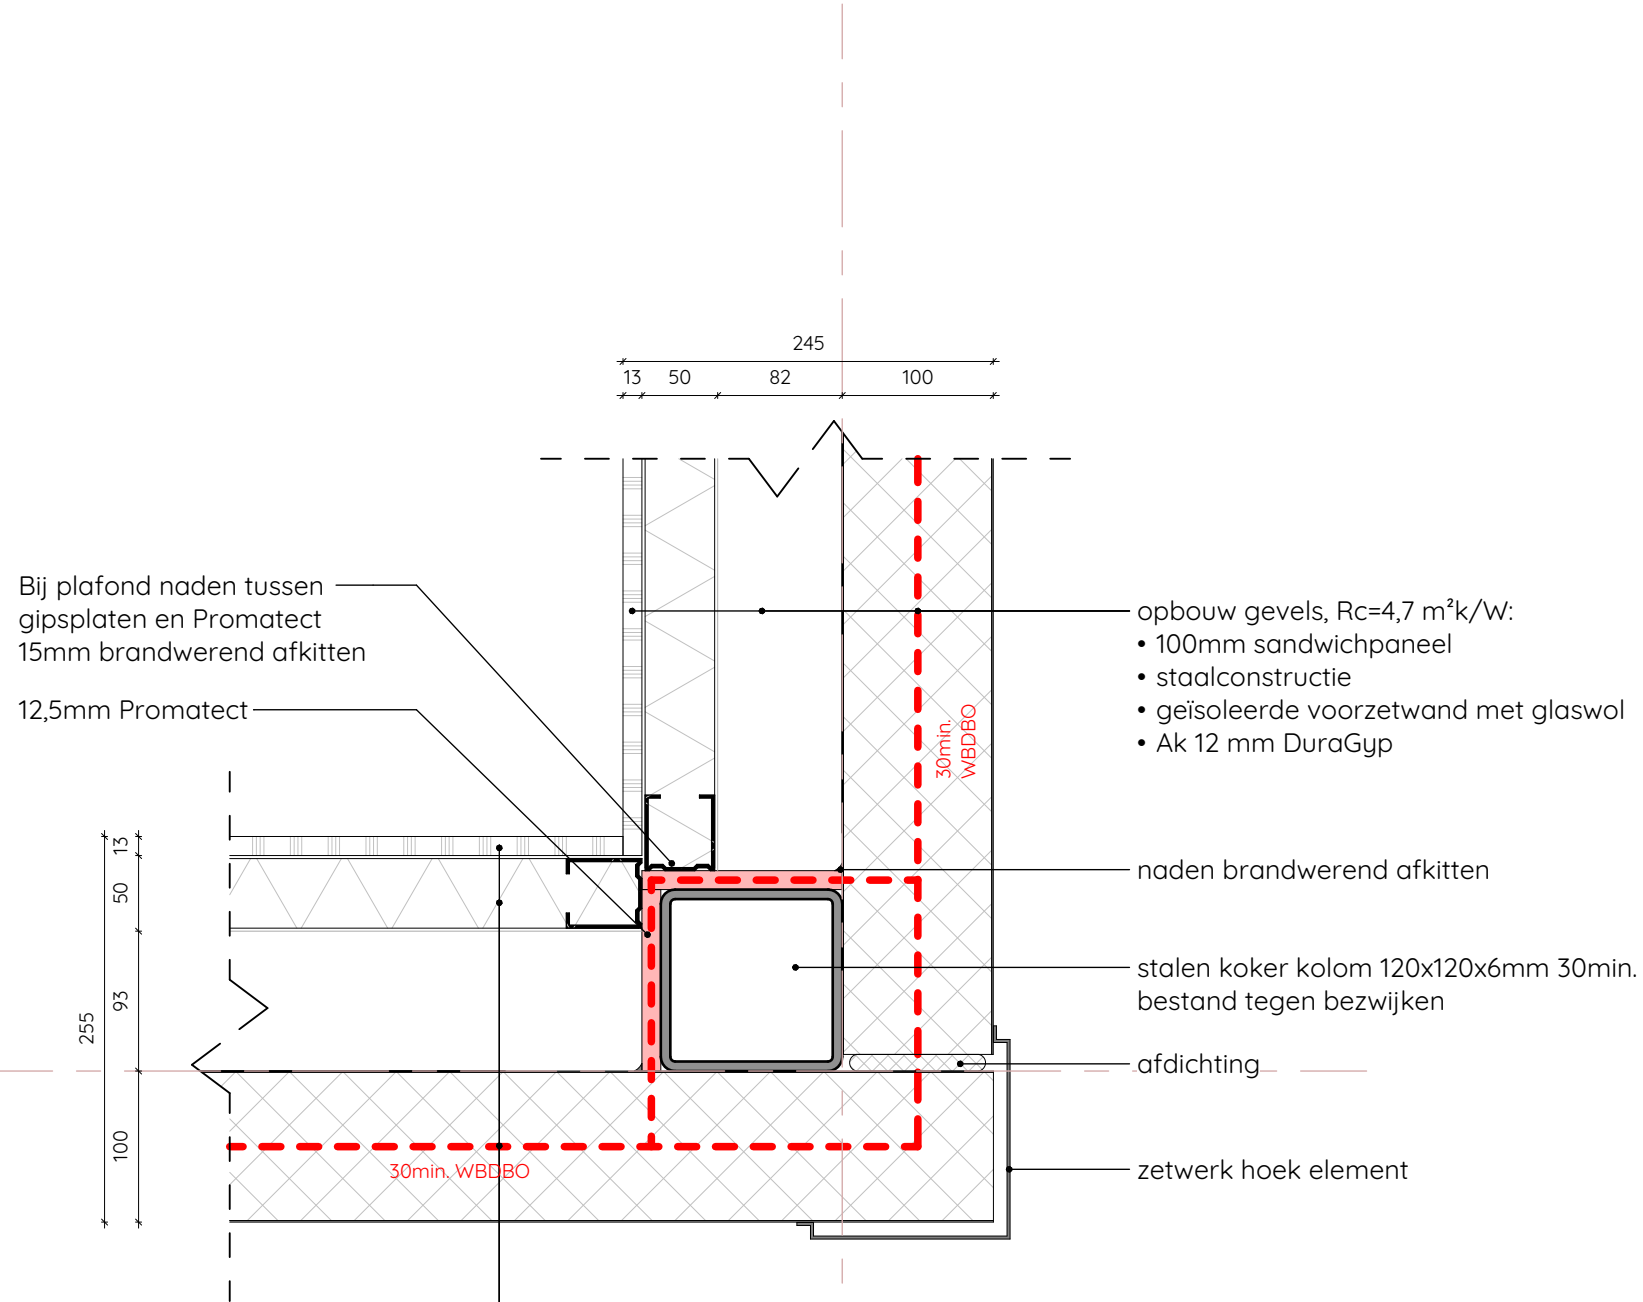 245
13 50 82 100
Bij plafond naden tussen
gipsplaten en Promatect
15mm brandwerend afkitten
12,5mm Promatect
opbouw gevels, Rc=4,7 m²k/W:
• 100mm sandwichpaneel
• staalconstructie
• geïsoleerde voorzetwand met glaswol
• Ak 12 mm DuraGyp
30min.
WBDBO
naden brandwerend afkitten
stalen koker kolom 120x120x6mm 30min.
bestand tegen bezwijken
afdichting
zetwerk hoek element
13
50
93
255
100
30min. WBDBO